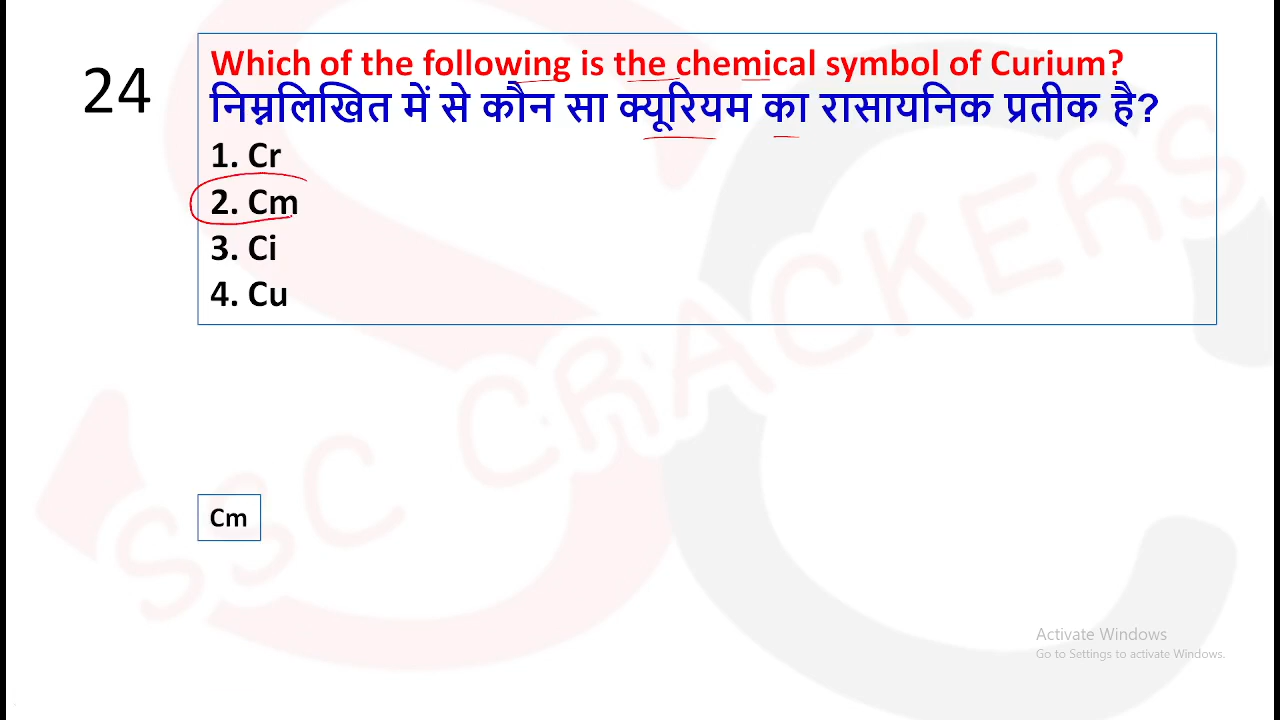 24
Which of the following is the chemical symbol of Curium?
निम्नलिखित में से कौन सा क्यूरियम का रासायनिक प्रतीक है?
1. Cr
2. Cm
3. Ci
4. Cu
SSC CRACKERS
Cm
Activate Windows
Go to Settings to activate Windows.